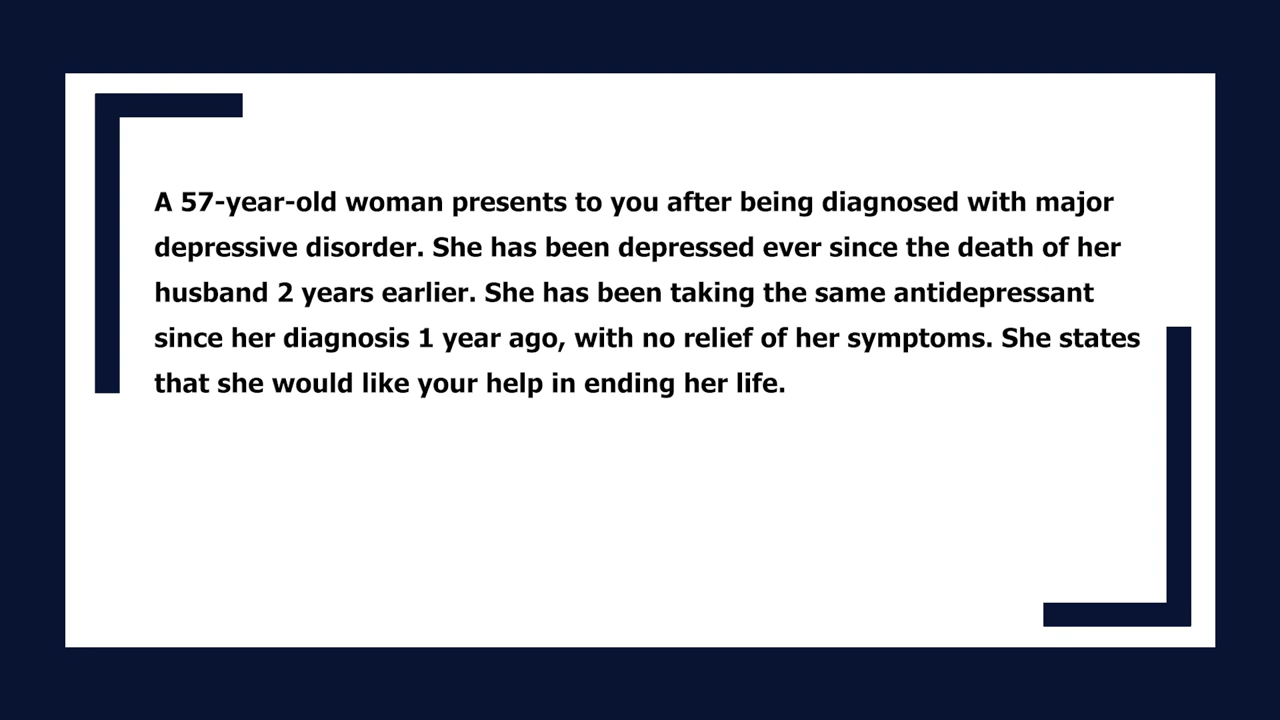 A 57-year-old woman presents to you after being diagnosed with major
depressive disorder. She has been depressed ever since the death of her
husband 2 years earlier. She has been taking the same antidepressant
since her diagnosis 1 year ago, with no relief of her symptoms. She states
that she would like your help in ending her life.